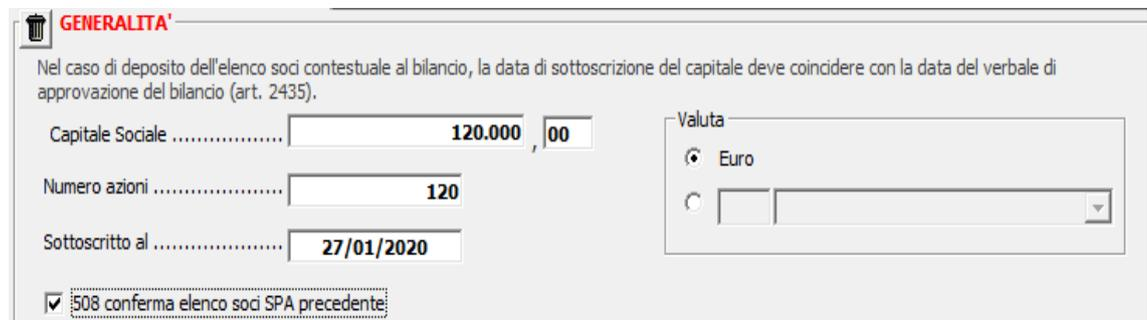 GENERALITA'
Nel caso di deposito dell'elenco soci contestuale al bilancio, la data di sottoscrizione del capitale deve coincidere con la data del verbale di
approvazione del bilancio (art. 2435).
Capitale Sociale .................. 120.000 , 00
Valuta
Euro
Numero azioni ..................... 120
Sottoscritto al ..................... 27/01/2020
508 conferma elenco soci SPA precedente